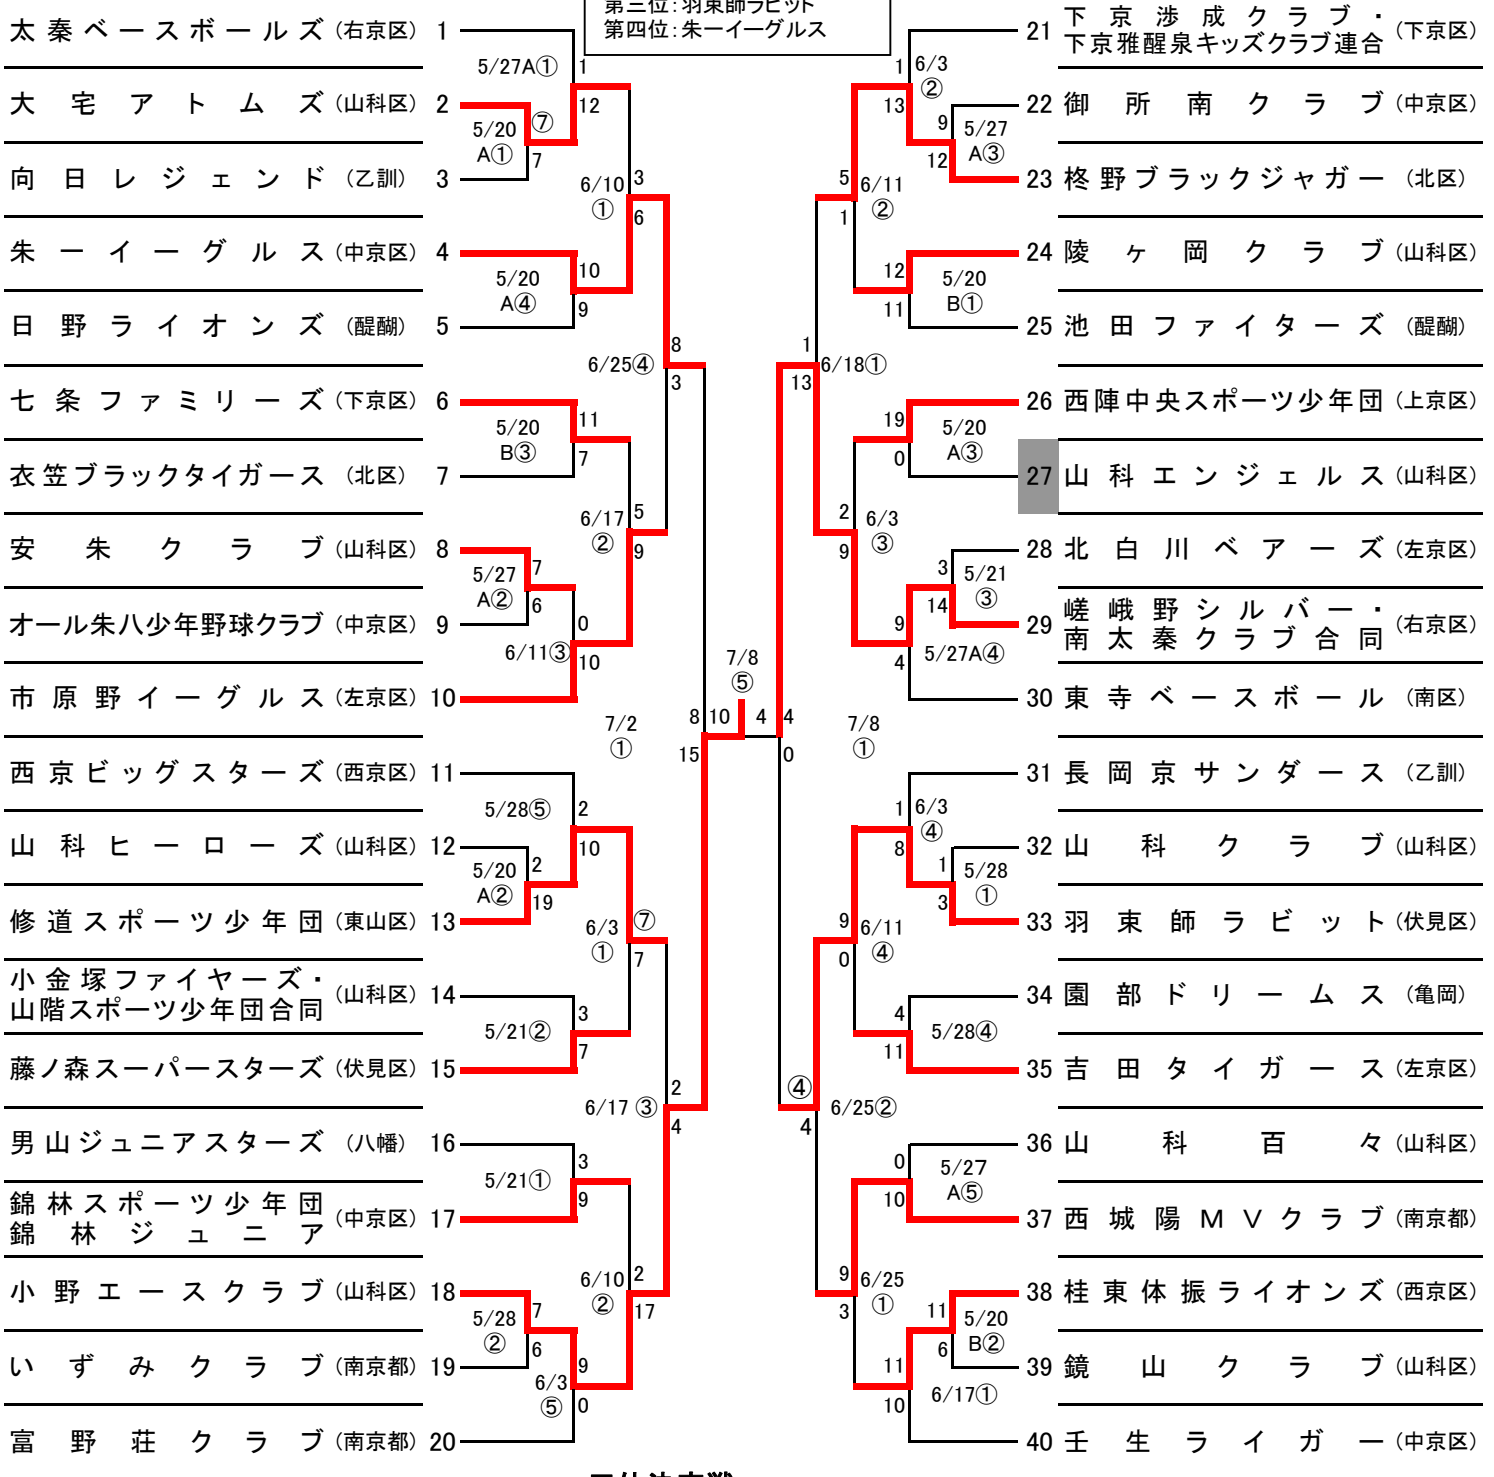 第三位：羽束師ラビット
第四位：朱一イーグルス
太秦ベースボールズ（右京区） 1
5/27A① 1
大宅アトムズ（山科区） 2
12
5/20 ⑦
A① 7
向日レジェンド（乙訓） 3
6/10 3
① 6
朱一イーグルス（中京区） 4
5/20 10
A④ 9
日野ライオンズ（醍醐） 5
6/25④ 8
3
七条ファミリーズ（下京区） 6
5/20 11
B③ 7
衣笠ブラックタイガース（北区） 7
6/17 5
② 9
安朱クラブ（山科区） 8
5/27 7
A② 6
オール朱八少年野球クラブ（中京区） 9
0
6/11③ 10
市原野イーグルス（左京区） 10
7/2
①
8
15
西京ビッグスターズ（西京区） 11
5/28⑤ 2
10
山科ヒーローズ（山科区） 12
5/20 2
A② 19
修道スポーツ少年団（東山区） 13
6/3 ⑦
① 7
小金塚ファイヤーズ・
山階スポーツ少年団合同（山科区） 14
3
5/21② 7
藤ノ森スーパースターズ（伏見区） 15
2
6/17③ 4
男山ジュニアスターズ（八幡） 16
3
5/21① 9
錦林スポーツ少年団
錦林ジュニア（中京区） 17
6/10 2
② 17
小野エースクラブ（山科区） 18
5/28 7
② 6
いずみクラブ（南京都） 19
6/3 9
⑤ 0
富野荘クラブ（南京都） 20
7/8
⑤
10 4
21 下京渉成クラブ・
下京雅醒泉キッズクラブ連合（下京区）
1 6/3
13 ②
22 御所南クラブ（中京区）
9 5/27
12 A③
23 柊野ブラックジャガー（北区）
5 6/11
1 ②
24 陵ヶ岡クラブ（山科区）
12 5/20
11 B①
25 池田ファイターズ（醍醐）
1 6/18①
13
26 西陣中央スポーツ少年団（上京区）
19 5/20
0 A③
27 山科エンジェルス（山科区）
2 6/3
9 ③
28 北白川ベアーズ（左京区）
3 5/21
14 ③
29 嵯峨野シルバー・
南太秦クラブ合同（右京区）
9
4 5/27A④
30 東寺ベースボール（南区）
4 7/8
0 ①
31 長岡京サンダース（乙訓）
1 6/3
8 ④
32 山科クラブ（山科区）
1 5/28
3 ①
33 羽束師ラビット（伏見区）
9 6/11
0 ④
34 園部ドリームス（亀岡）
4 5/28④
11
35 吉田タイガース（左京区）
④ 6/25②
4
36 山科百々（山科区）
0 5/27
10 A⑤
37 西城陽ＭＶクラブ（南京都）
9 6/25
3 ①
38 桂東体振ライオンズ（西京区）
11 5/20
6 B②
39 鏡山クラブ（山科区）
11
10 6/17①
40 壬生ライガー（中京区）